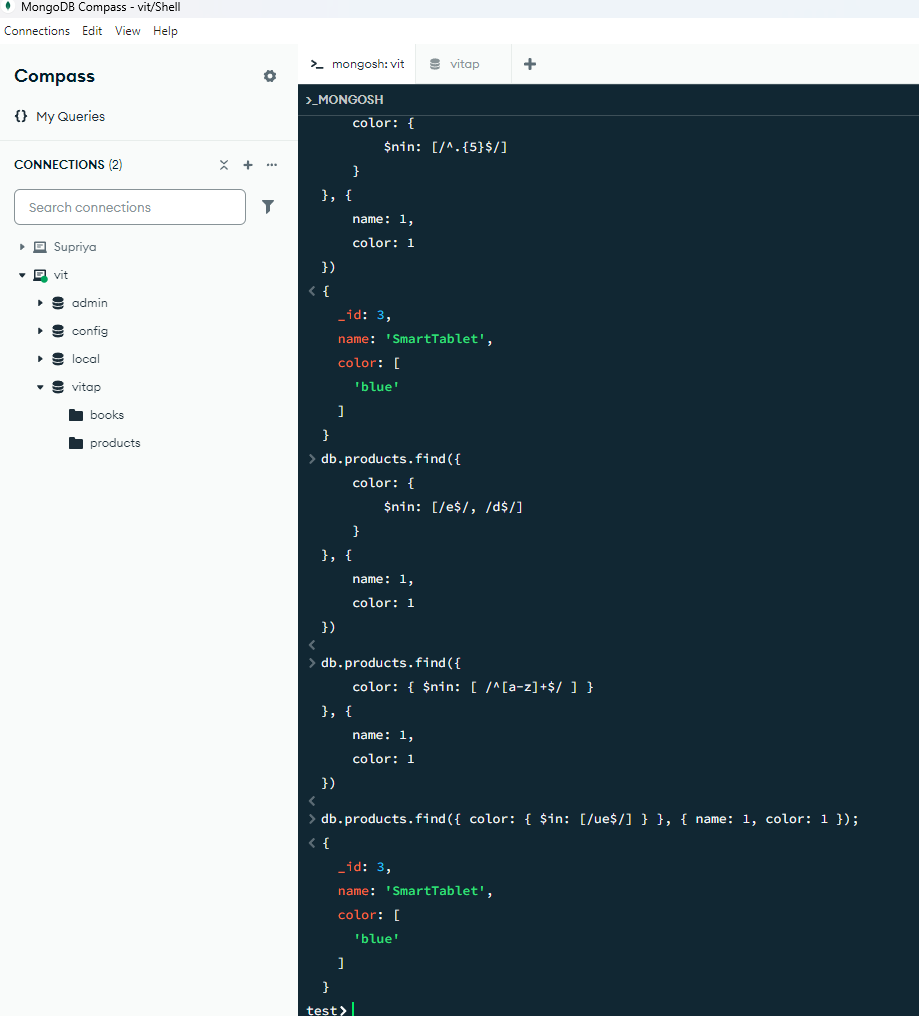 MongoDB Compass - vit/Shell
Connections Edit View Help
Compass
{} My Queries
CONNECTIONS (2)
Search connections
Supriya
vit
admin
config
local
vitap
books
products
>_ mongosh: vit
vitap
>_MONGOSH
color: {
$nin: [/^.{5}$/]
}
}, {
name: 1,
color: 1
})
< {
_id: 3,
name: 'SmartTablet',
color: [
'blue'
]
}
> db.products.find({
color: {
$nin: [/e$/, /d$/]
}
}, {
name: 1,
color: 1
})
<
> db.products.find({
color: { $nin: [ /^[a-z]+$/ ] }
}, {
name: 1,
color: 1
})
<
> db.products.find({ color: { $in: [/ue$/] } }, { name: 1, color: 1 });
< {
_id: 3,
name: 'SmartTablet',
color: [
'blue'
]
}
test>